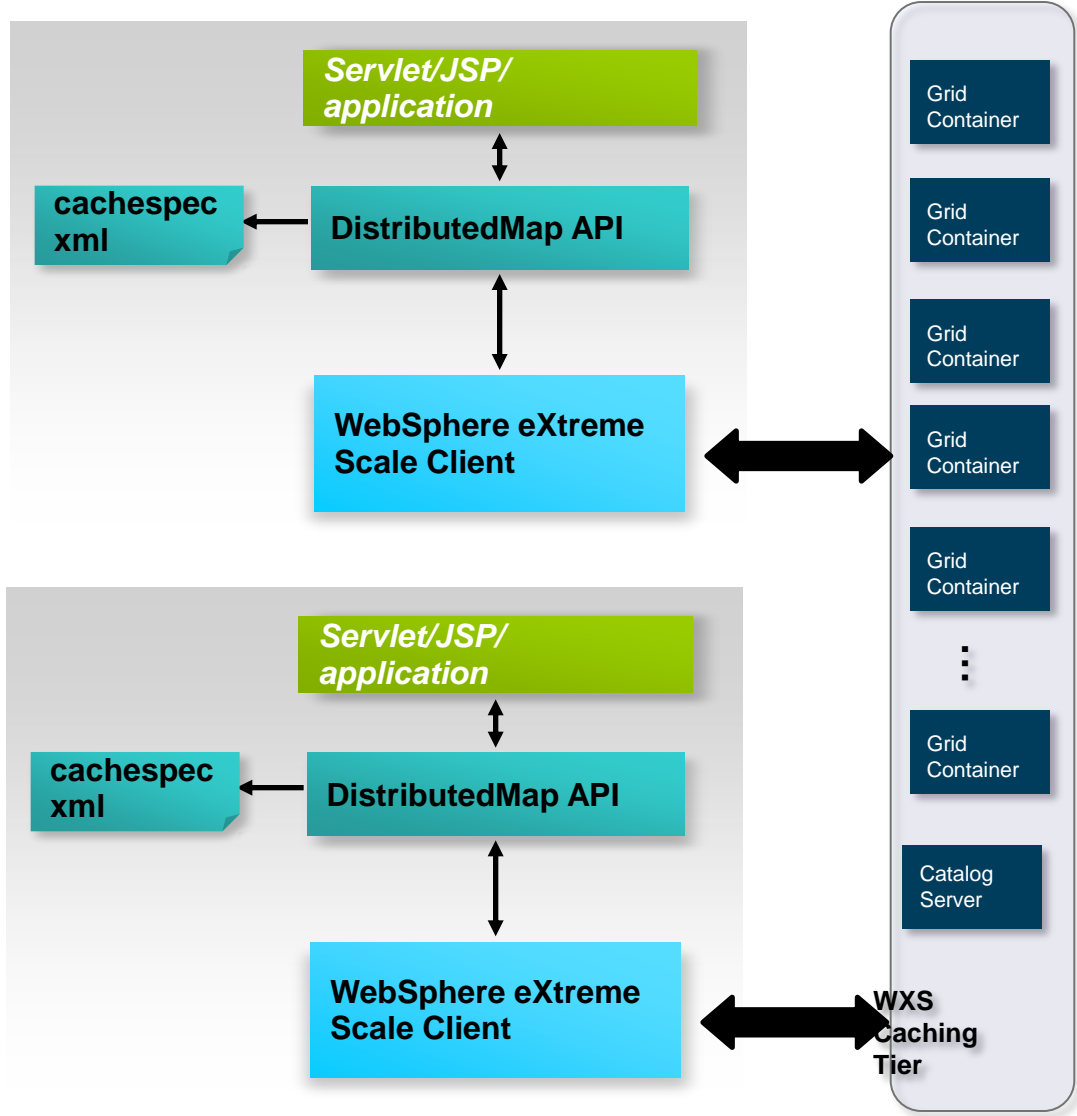 Servlet/JSP/
application
cachespec
xml
DistributedMap API
WebSphere eXtreme
Scale Client
Servlet/JSP/
application
cachespec
xml
DistributedMap API
WebSphere eXtreme
Scale Client
Grid
Container
Grid
Container
Grid
Container
Grid
Container
Grid
Container
...
Grid
Container
Catalog
Server
WXS
Caching
Tier